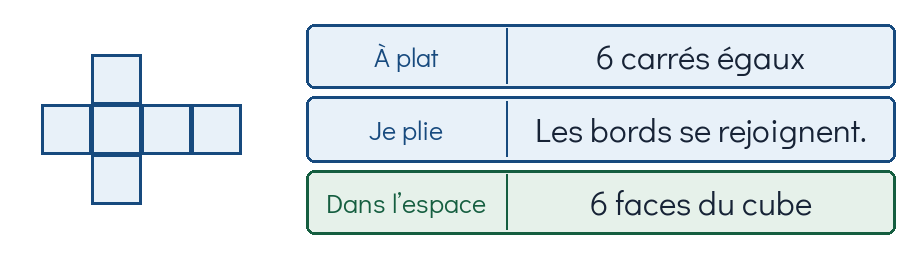 À plat
6 carrés égaux
Je plie
Les bords se rejoignent.
Dans l’espace
6 faces du cube